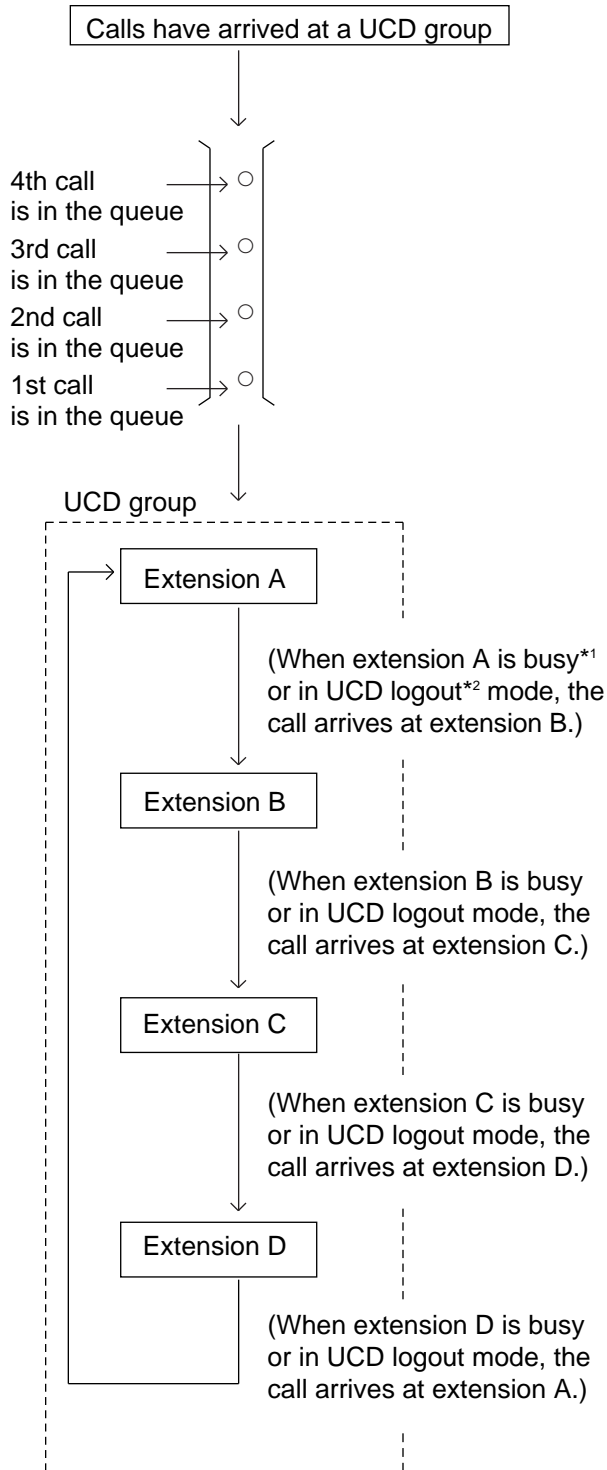 Calls have arrived at a UCD group
4th call
is in the queue
3rd call
is in the queue
2nd call
is in the queue
1st call
is in the queue
UCD group
Extension A
(When extension A is busy*1
or in UCD logout*2 mode, the
call arrives at extension B.)
Extension B
(When extension B is busy
or in UCD logout mode, the
call arrives at extension C.)
Extension C
(When extension C is busy
or in UCD logout mode, the
call arrives at extension D.)
Extension D
(When extension D is busy
or in UCD logout mode, the
call arrives at extension A.)